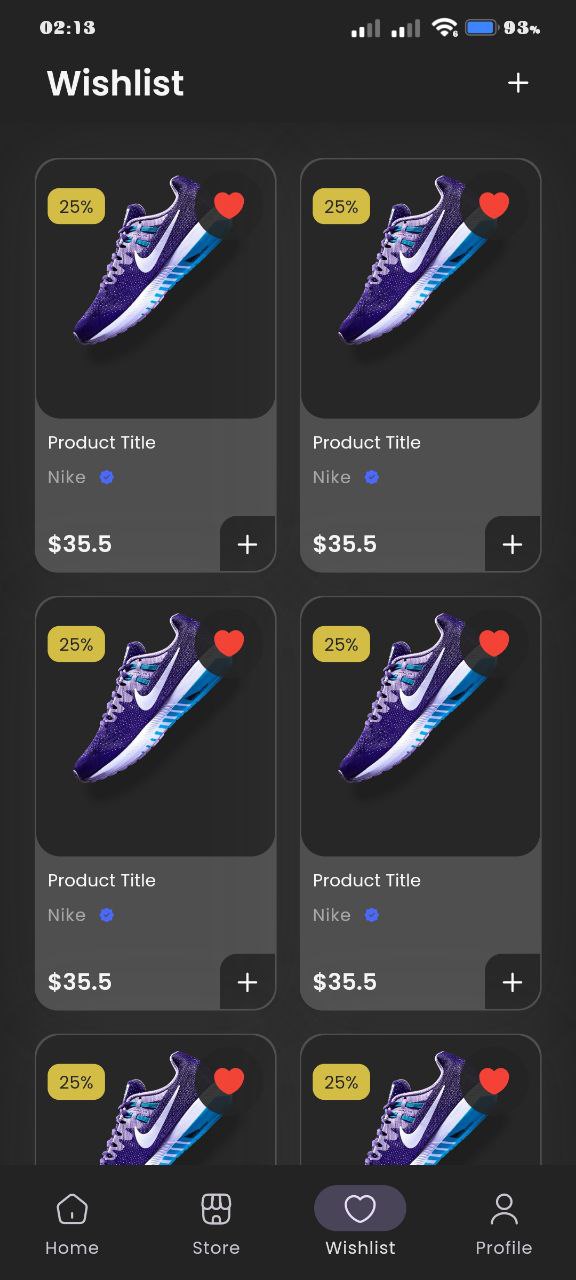 02:13 6 93%
Wishlist
25% 25%
Product Title Product Title
Nike Nike
$35.5 $35.5
25% 25%
Product Title Product Title
Nike Nike
$35.5 $35.5
25% 25%
Home Store Wishlist Profile